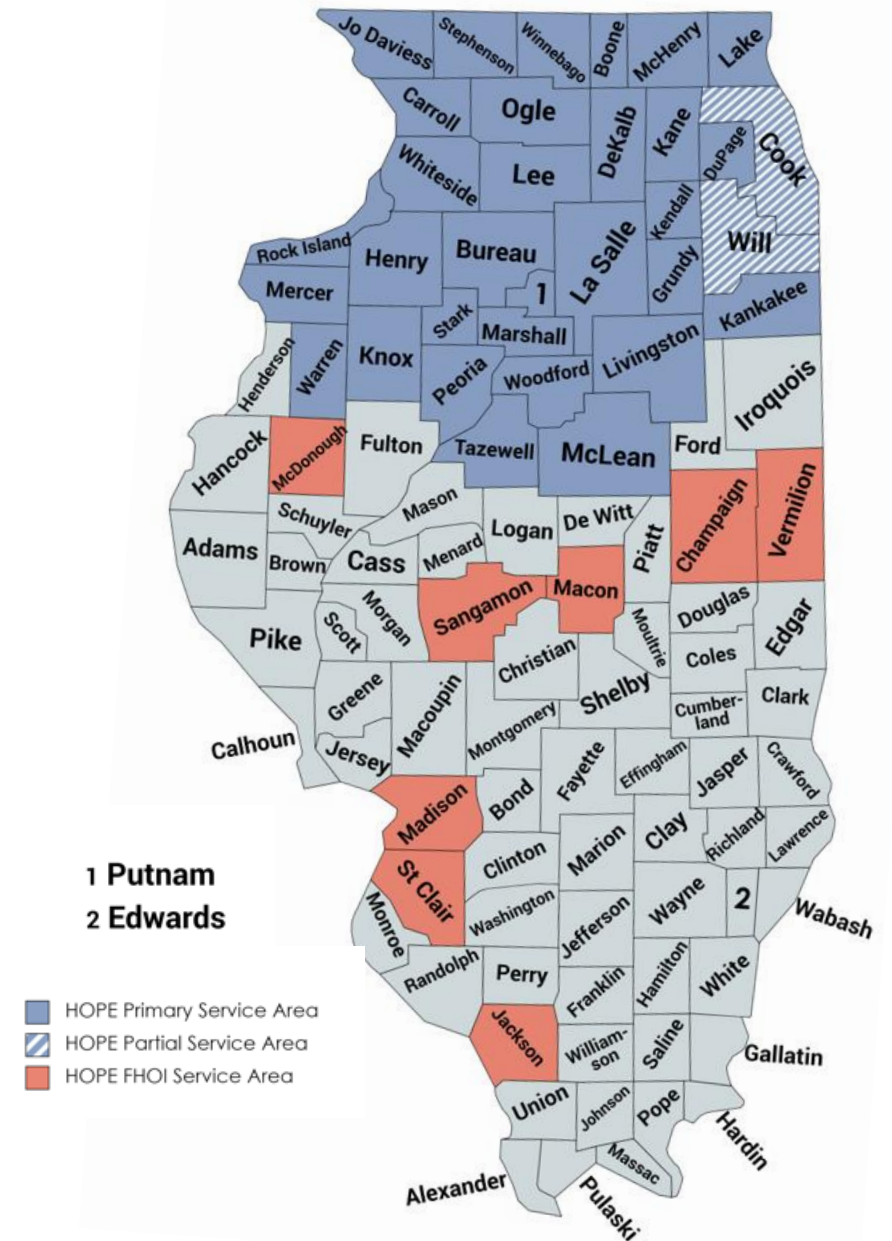 Jo Daviess
Stephenson
Winnebago
Boone
McHenry
Lake
Carroll
Ogle
DeKalb
Kane
DuPage
Cook
Whiteside
Lee
Kendall
Will
Rock Island
Henry
Bureau
La Salle
Grundy
Mercer
1
Kankakee
Stark
Marshall
Livingston
Henderson
Warren
Knox
Peoria
Woodford
Iroquois
Hancock
McDonough
Fulton
Tazewell
McLean
Ford
Schuyler
Mason
Logan
De Witt
Piatt
Champaign
Vermilion
Adams
Brown
Cass
Menard
Sangamon
Macon
Douglas
Edgar
Pike
Scott
Morgan
Christian
Moultrie
Coles
Shelby
Calhoun
Greene
Jersey
Macoupin
Montgomery
Cumber-
land
Clark
Fayette
Effingham
Jasper
Crawford
Madison
Bond
Clay
Richland
Lawrence
Marion
Clinton
St Clair
1 Putnam
2 Edwards
Monroe
Washington
Jefferson
Wayne
2
Wabash
Randolph
Perry
Franklin
Hamilton
White
HOPE Primary Service Area
HOPE Partial Service Area
HOPE FHOI Service Area
Jackson
William-
son
Saline
Gallatin
Union
Johnson
Pope
Hardin
Alexander
Pulaski
Massac